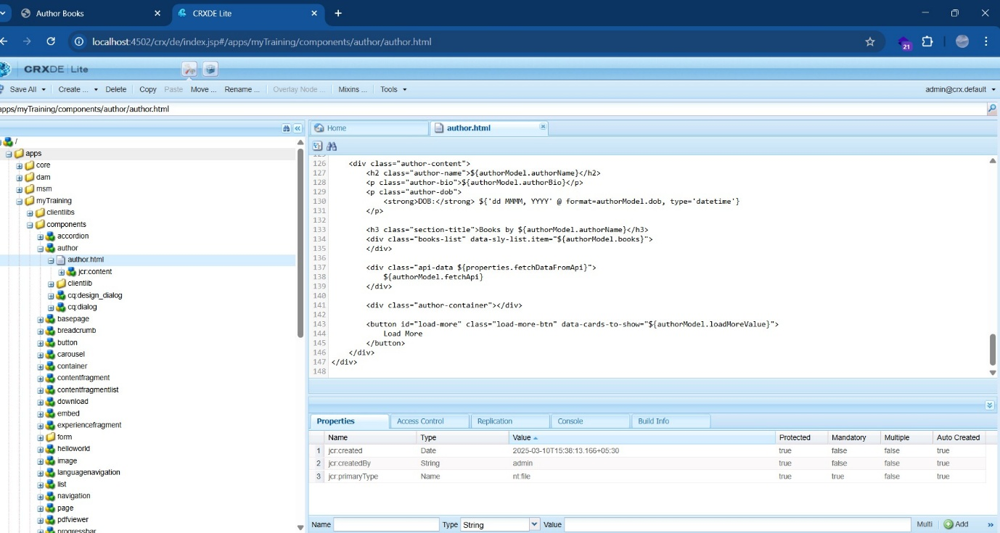 Author Books
CRXDE Lite
localhost:4502/crx/de/index.jsp#/apps/myTraining/components/author/author.html
21
CRXDE | Lite
Save All Create ... Delete Copy Paste Move ... Rename ... Overlay Node ... Mixins ... Tools admin@crx.default
apps/myTraining/components/author/author.html
Home
author.html
/
apps
core
dam
msm
myTraining
clientlibs
components
accordion
author
author.html
jcr:content
clientlib
cq:design_dialog
cq:dialog
basepage
breadcrumb
button
carousel
container
contentfragment
contentfragmentlist
download
embed
experiencefragment
form
helloworld
image
languagenavigation
list
navigation
page
pdfviewer
progressbar
125
126 <div class="author-content">
127 <h2 class="author-name">${authorModel.authorName}</h2>
128 <p class="author-bio">${authorModel.authorBio}</p>
129 <p class="author-dob">
130 <strong>DOB:</strong> ${'dd MMMM, YYYY' @ format=authorModel.dob, type='datetime'}
131 </p>
132
133 <h3 class="section-title">Books by ${authorModel.authorName}</h3>
134 <div class="books-list" data-sly-list.item="${authorModel.books}">
135 </div>
136
137 <div class="api-data ${properties.fetchDataFromApi}">
138 ${authorModel.fetchApi}
139 </div>
140
141 <div class="author-container"></div>
142
143 <button id="load-more" class="load-more-btn" data-cards-to-show="${authorModel.loadMoreValue}">
144 Load More
145 </button>
146 </div>
147 </div>
148
Properties Access Control Replication Console Build Info
Name Type Value Protected Mandatory Multiple Auto Created
1 jcr:created Date 2025-03-10T15:38:13.166+05:30 true false false true
2 jcr:createdBy String admin true false false true
3 jcr:primaryType Name nt:file true true false true
Name Type String Value Multi Add »